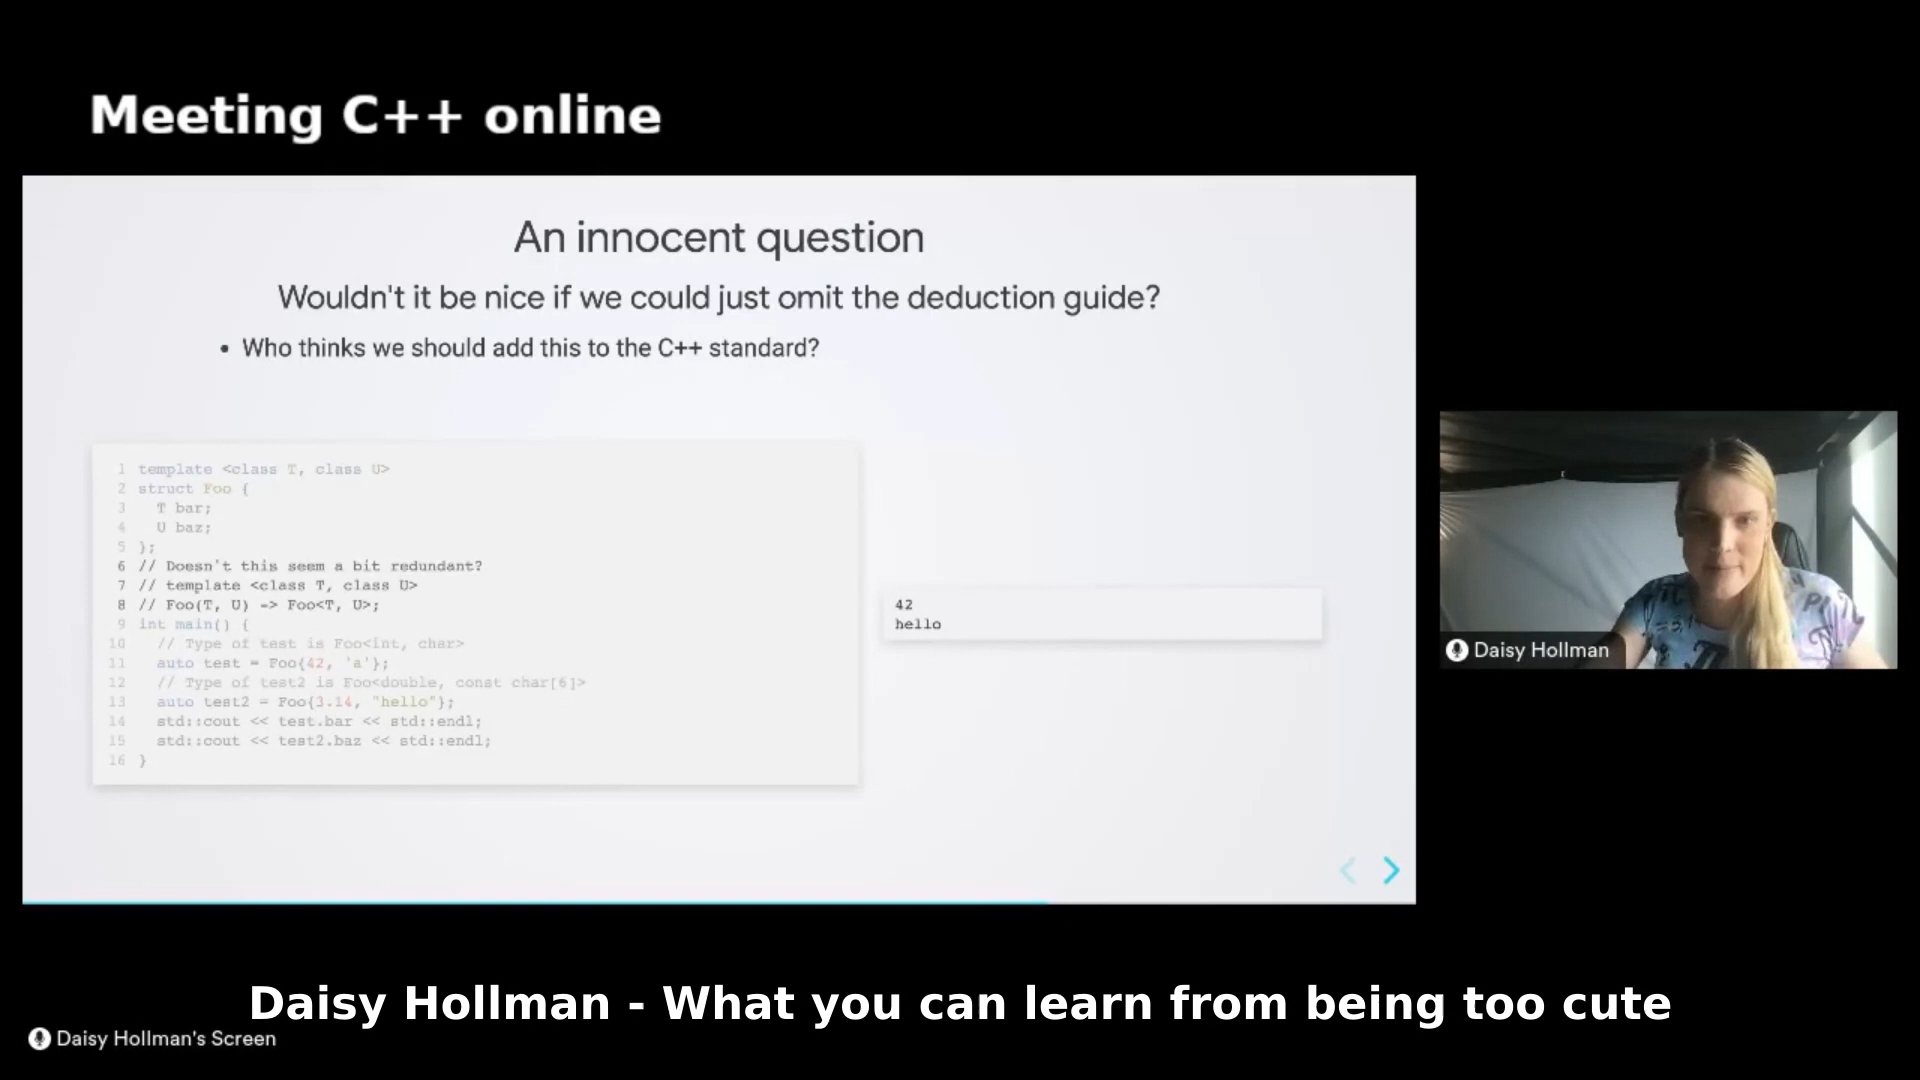 Meeting C++ online
An innocent question
Wouldn't it be nice if we could just omit the deduction guide?
• Who thinks we should add this to the C++ standard?
1 template <class T, class U>
2 struct Foo {
3   T bar;
4   U baz;
5 };
6 // Doesn't this seem a bit redundant?
7 // template <class T, class U>
8 // Foo(T, U) -> Foo<T, U>;
9 int main() {
10   // Type of test is Foo<int, char>
11   auto test = Foo{42, 'a'};
12   // Type of test2 is Foo<double, const char[6]>
13   auto test2 = Foo{3.14, "hello"};
14   std::cout << test.bar << std::endl;
15   std::cout << test2.baz << std::endl;
16 }
42
hello
Daisy Hollman
Daisy Hollman - What you can learn from being too cute
Daisy Hollman's Screen